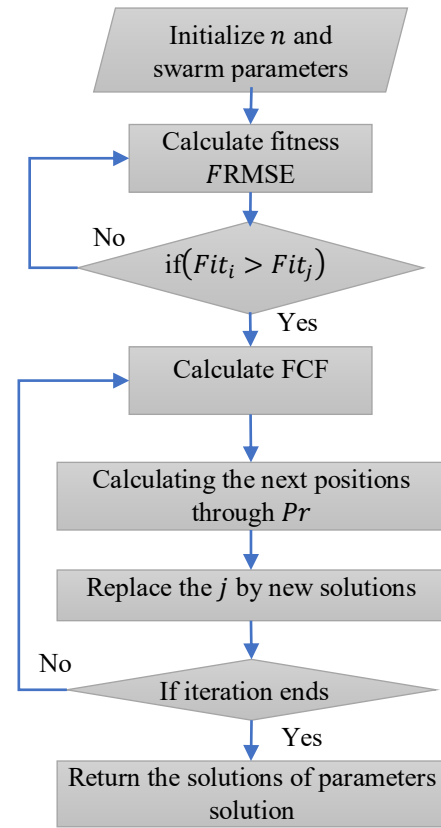 Initialize n and
swarm parameters
Calculate fitness
FRMSE
No
if(Fit_i > Fit_j)
Yes
Calculate FCF
Calculating the next positions
through Pr
Replace the j by new solutions
No
If iteration ends
Yes
Return the solutions of parameters
solution